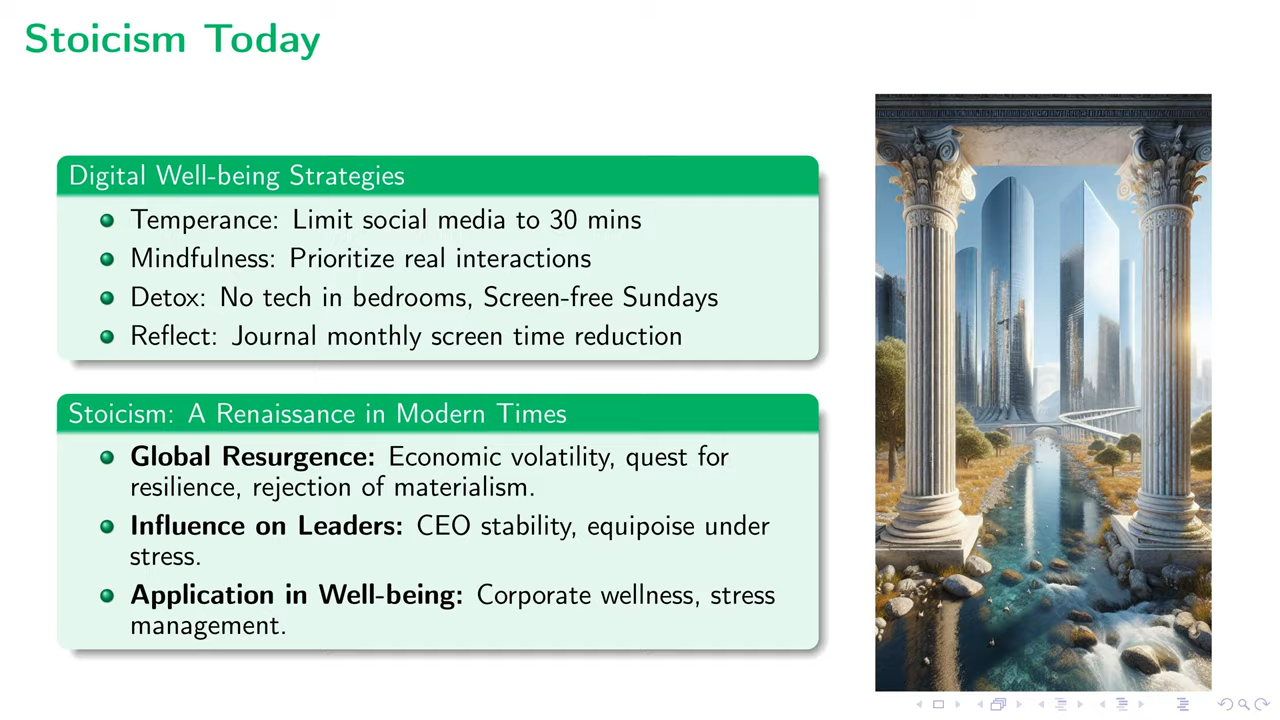 Stoicism Today
Digital Well-being Strategies
Temperance: Limit social media to 30 mins
Mindfulness: Prioritize real interactions
Detox: No tech in bedrooms, Screen-free Sundays
Reflect: Journal monthly screen time reduction
Stoicism: A Renaissance in Modern Times
Global Resurgence: Economic volatility, quest for
resilience, rejection of materialism.
Influence on Leaders: CEO stability, equipoise under
stress.
Application in Well-being: Corporate wellness, stress
management.